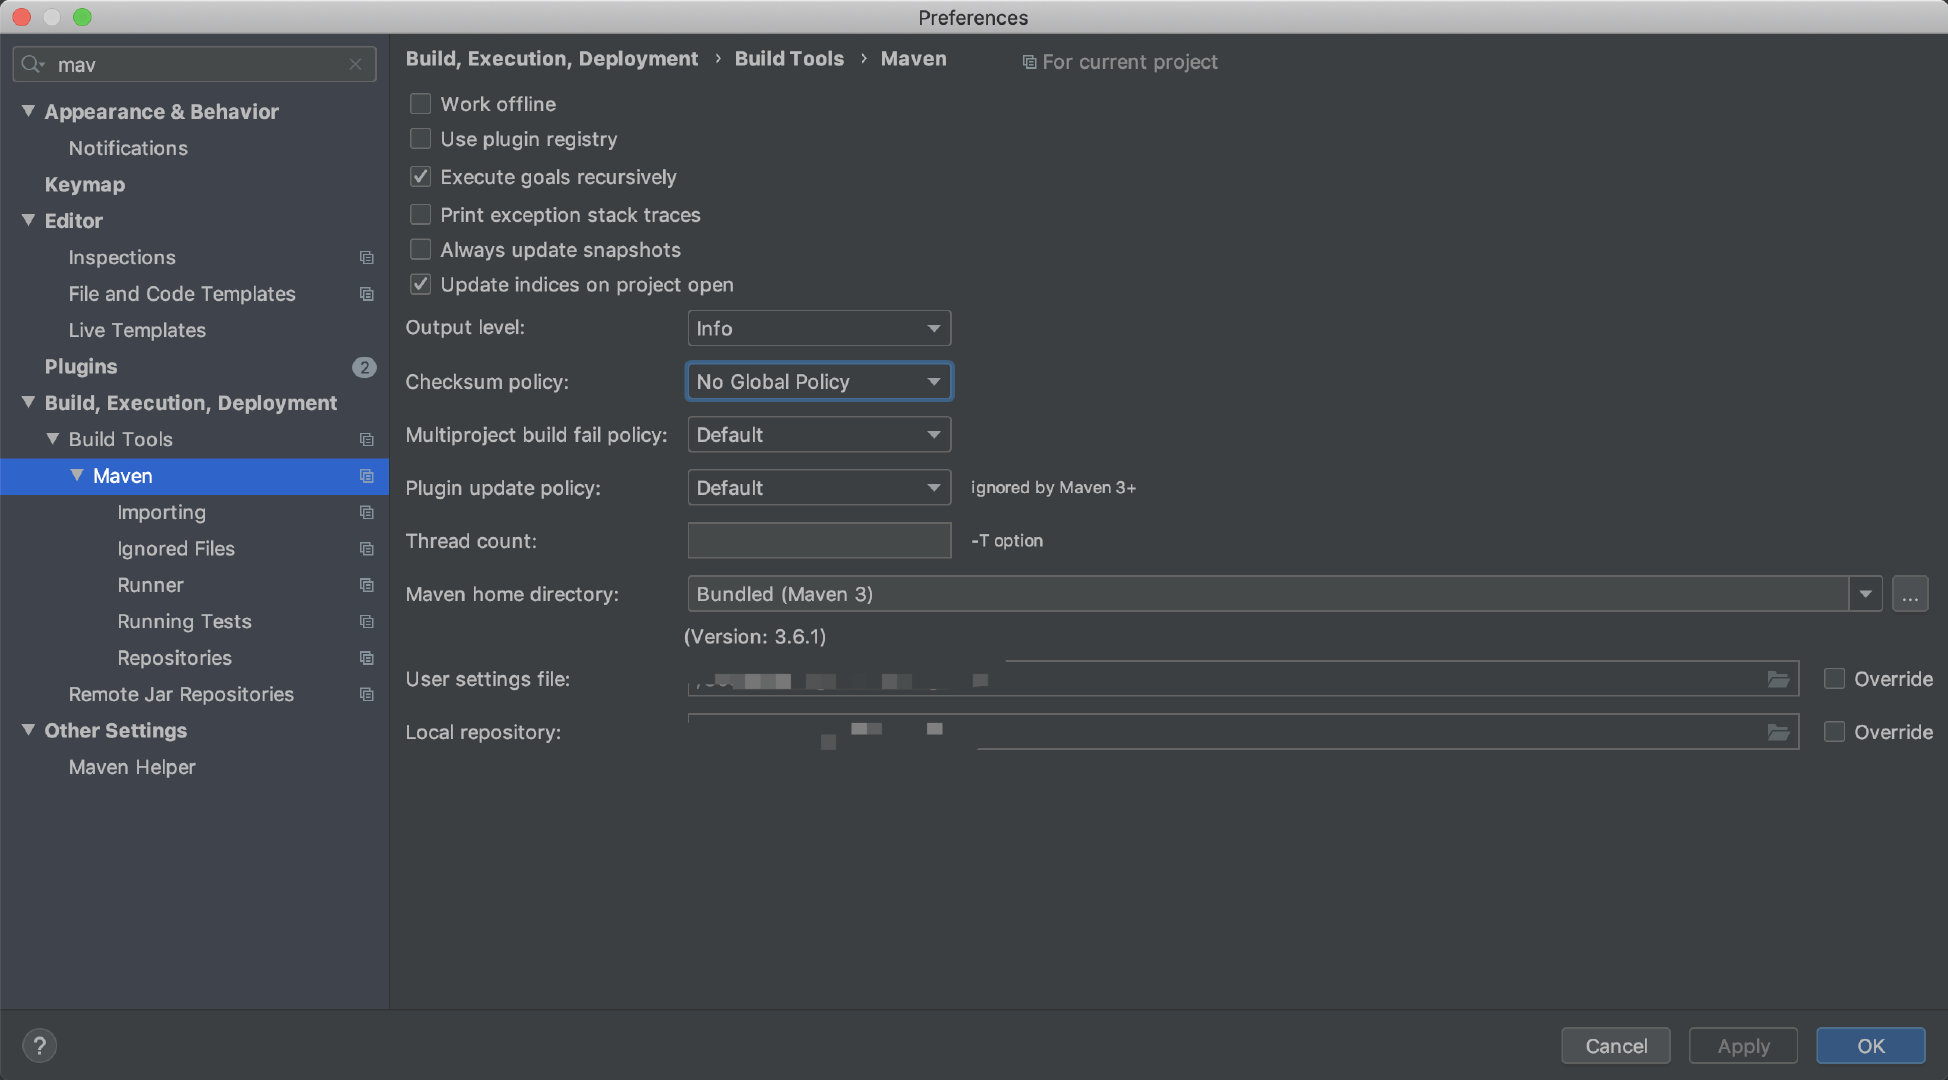 Preferences
mav
Appearance & Behavior
Notifications
Keymap
Editor
Inspections
File and Code Templates
Live Templates
Plugins 2
Build, Execution, Deployment
Build Tools
Maven
Importing
Ignored Files
Runner
Running Tests
Repositories
Remote Jar Repositories
Other Settings
Maven Helper
Build, Execution, Deployment › Build Tools › Maven For current project
Work offline
Use plugin registry
Execute goals recursively
Print exception stack traces
Always update snapshots
Update indices on project open
Output level: Info
Checksum policy: No Global Policy
Multiproject build fail policy: Default
Plugin update policy: Default ignored by Maven 3+
Thread count: -T option
Maven home directory: Bundled (Maven 3) ...
(Version: 3.6.1)
User settings file: Override
Local repository: Override
? Cancel Apply OK